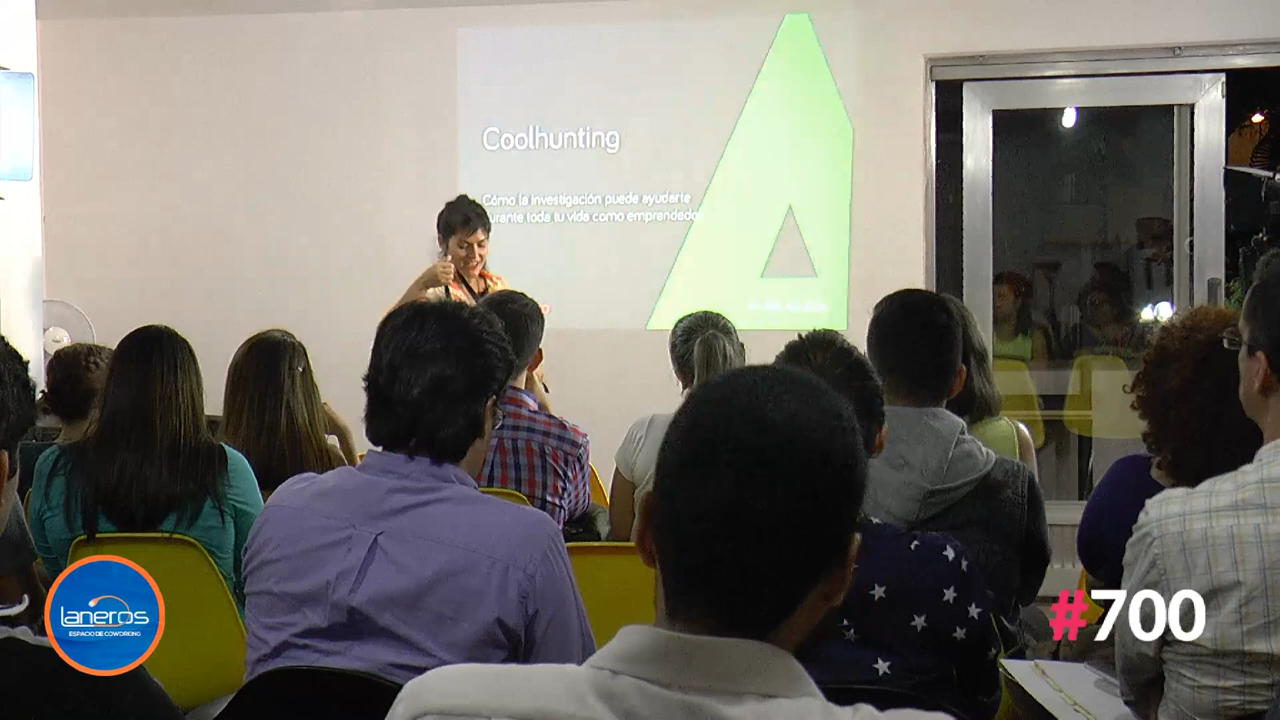 Coolhunting
Cómo la investigación puede ayudarte
durante toda tu vida como emprendedor
laneros
ESPACIO DE COWORKING
#700